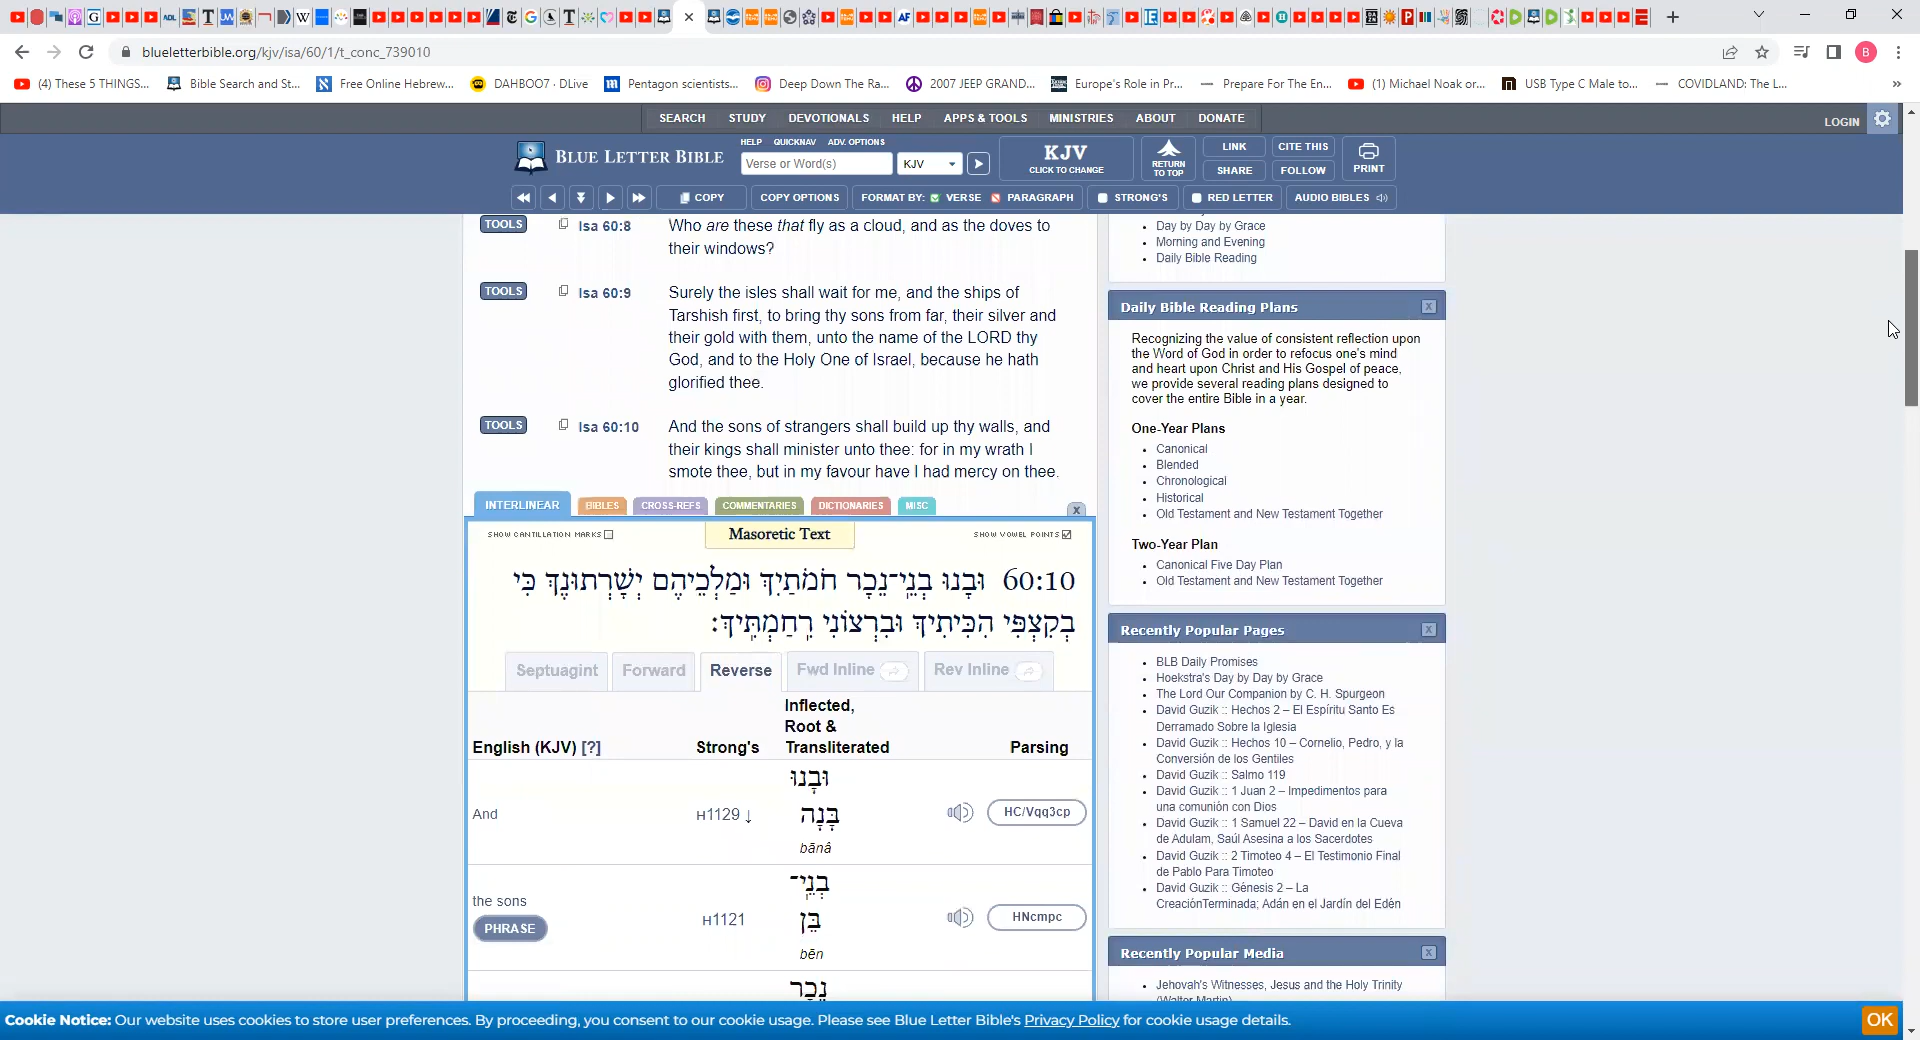 blueletterbible.org/kjv/isa/60/1/t_conc_739010
B
(4) These 5 THINGS...
Bible Search and St...
Free Online Hebrew...
DAHBOO7 · DLive
Pentagon scientists...
Deep Down The Ra...
2007 JEEP GRAND...
Europe's Role in Pr...
Prepare For The En...
(1) Michael Noak or...
USB Type C Male to...
COVIDLAND: The L...
SEARCH STUDY DEVOTIONALS HELP APPS & TOOLS MINISTRIES ABOUT DONATE
LOGIN
BLUE LETTER BIBLE
HELP QUICKNAV ADV. OPTIONS
Verse or Word(s)
KJV
KJV
CLICK TO CHANGE
RETURN
TO TOP
LINK
SHARE
CITE THIS
FOLLOW
PRINT
COPY
COPY OPTIONS
FORMAT BY: VERSE PARAGRAPH
STRONG'S
RED LETTER
AUDIO BIBLES
TOOLS
Isa 60:8
Who are these that fly as a cloud, and as the doves to
their windows?
TOOLS
Isa 60:9
Surely the isles shall wait for me, and the ships of
Tarshish first, to bring thy sons from far, their silver and
their gold with them, unto the name of the LORD thy
God, and to the Holy One of Israel, because he hath
glorified thee.
TOOLS
Isa 60:10
And the sons of strangers shall build up thy walls, and
their kings shall minister unto thee: for in my wrath I
smote thee, but in my favour have I had mercy on thee.
INTERLINEAR BIBLES CROSS-REFS COMMENTARIES DICTIONARIES MISC
X
SHOW CANTILLATION MARKS
Masoretic Text
SHOW VOWEL POINTS
60:10 וּבָנוּ בְנֵי־נֵכָר חֹמֹתַיִךְ וּמַלְכֵיהֶם יְשָׁרְתוּנֶךְ כִּי
בְקִצְפִּי הִכִּיתִיךְ וּבִרְצוֹנִי רִחַמְתִּיךְ׃
Septuagint Forward Reverse Fwd Inline Rev Inline
English (KJV) [?]
Strong's
Inflected,
Root &
Transliterated
Parsing
And
H1129 ↓
וּבָנוּ
בָּנָה
bānâ
HC/Vqq3cp
the sons
PHRASE
H1121
בְנֵי־
בֵּן
bēn
HNcmpc
נֵכָר
Day by Day by Grace
Morning and Evening
Daily Bible Reading
Daily Bible Reading Plans
X
Recognizing the value of consistent reflection upon
the Word of God in order to refocus one's mind
and heart upon Christ and His Gospel of peace,
we provide several reading plans designed to
cover the entire Bible in a year.
One-Year Plans
Canonical
Blended
Chronological
Historical
Old Testament and New Testament Together
Two-Year Plan
Canonical Five Day Plan
Old Testament and New Testament Together
Recently Popular Pages
X
BLB Daily Promises
Hoekstra's Day by Day by Grace
The Lord Our Companion by C. H. Spurgeon
David Guzik :: Hechos 2 – El Espíritu Santo Es
Derramado Sobre la Iglesia
David Guzik :: Hechos 10 – Cornelio, Pedro, y la
Conversión de los Gentiles
David Guzik :: Salmo 119
David Guzik :: 1 Juan 2 – Impedimentos para
una comunión con Dios
David Guzik :: 1 Samuel 22 – David en la Cueva
de Adulam, Saúl Asesina a los Sacerdotes
David Guzik :: 2 Timoteo 4 – El Testimonio Final
de Pablo Para Timoteo
David Guzik :: Génesis 2 – La
CreaciónTerminada; Adán en el Jardín del Edén
Recently Popular Media
X
Jehovah's Witnesses, Jesus and the Holy Trinity
(Walter Martin)
Cookie Notice: Our website uses cookies to store user preferences. By proceeding, you consent to our cookie usage. Please see Blue Letter Bible's Privacy Policy for cookie usage details.
OK